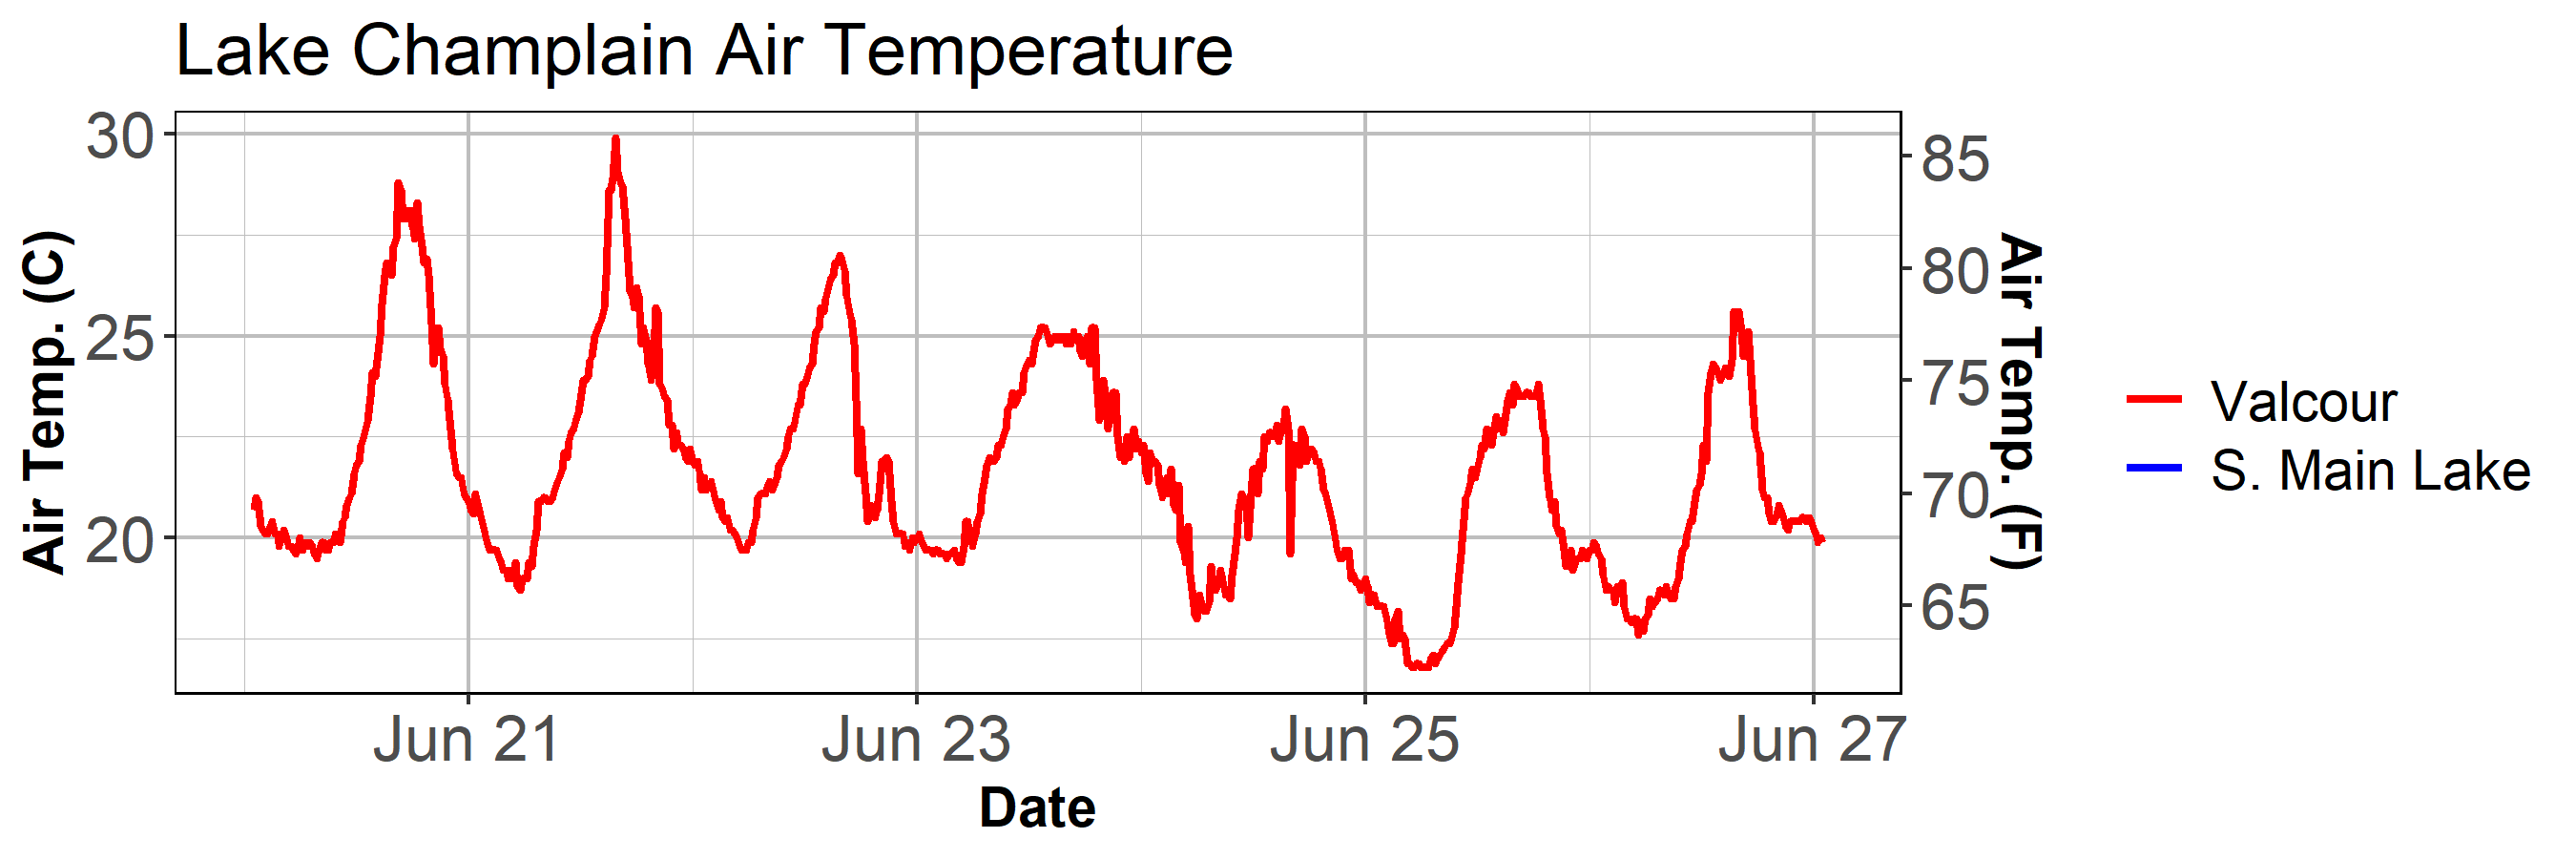 Lake Champlain Air Temperature
Air Temp. (C)
30
25
20
85
80
75
70
65
Air Temp. (F)
Jun 21
Jun 23
Jun 25
Jun 27
Date
Valcour
S. Main Lake